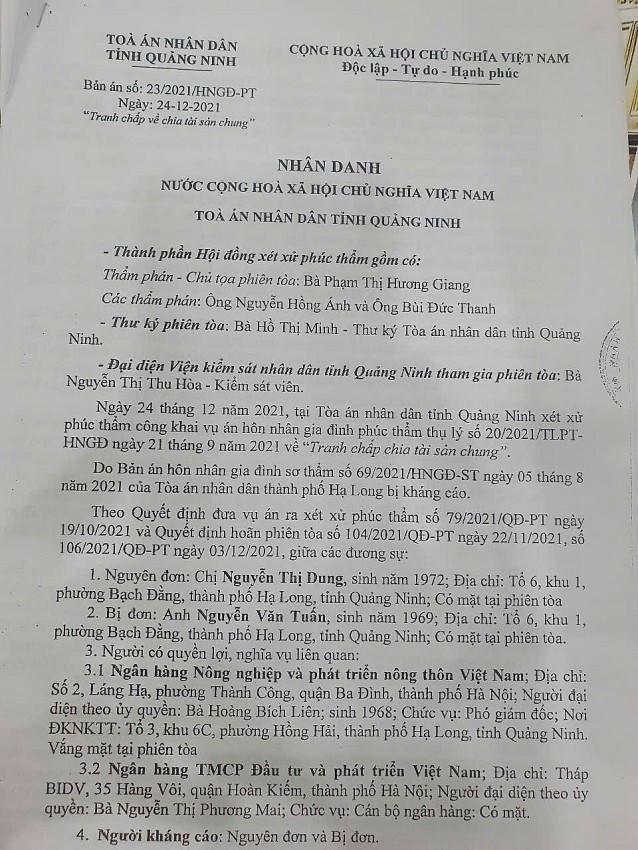 TOÀ ÁN NHÂN DÂN
TỈNH QUẢNG NINH
CỘNG HOÀ XÃ HỘI CHỦ NGHĨA VIỆT NAM
Độc lập - Tự do - Hạnh phúc
Bản án số: 23/2021/HNGĐ-PT
Ngày: 24-12-2021
“Tranh chấp về chia tài sản chung”
NHÂN DANH
NƯỚC CỘNG HOÀ XÃ HỘI CHỦ NGHĨA VIỆT NAM
TOÀ ÁN NHÂN DÂN TỈNH QUẢNG NINH
- Thành phần Hội đồng xét xử phúc thẩm gồm có:
Thẩm phán - Chủ tọa phiên tòa: Bà Phạm Thị Hương Giang
Các thẩm phán: Ông Nguyễn Hồng Ánh và Ông Bùi Đức Thanh
- Thư ký phiên tòa: Bà Hồ Thị Minh - Thư ký Tòa án nhân dân tỉnh Quảng
Ninh.
- Đại diện Viện kiểm sát nhân dân tỉnh Quảng Ninh tham gia phiên tòa: Bà
Nguyễn Thị Thu Hòa - Kiểm sát viên.
Ngày 24 tháng 12 năm 2021, tại Tòa án nhân dân tỉnh Quảng Ninh xét xử
phúc thẩm công khai vụ án hôn nhân gia đình phúc thẩm thụ lý số 20/2021/TLPT-
HNGĐ ngày 21 tháng 9 năm 2021 về “Tranh chấp chia tài sản chung”.
Do Bản án hôn nhân gia đình sơ thẩm số 69/2021/HNGĐ-ST ngày 05 tháng 8
năm 2021 của Tòa án nhân dân thành phố Hạ Long bị kháng cáo.
Theo Quyết định đưa vụ án ra xét xử phúc thẩm số 79/2021/QĐ-PT ngày
19/10/2021 và Quyết định hoãn phiên tòa số 104/2021/QĐ-PT ngày 22/11/2021, số
106/2021/QĐ-PT ngày 03/12/2021, giữa các đương sự:
1. Nguyên đơn: Chị Nguyễn Thị Dung, sinh năm 1972; Địa chỉ: Tổ 6, khu 1,
phường Bạch Đằng, thành phố Hạ Long, tỉnh Quảng Ninh; Có mặt tại phiên tòa
2. Bị đơn: Anh Nguyễn Văn Tuấn, sinh năm 1969; Địa chỉ: Tổ 6, khu 1,
phường Bạch Đằng, thành phố Hạ Long, tỉnh Quảng Ninh; Có mặt tại phiên tòa.
3. Người có quyền lợi, nghĩa vụ liên quan:
3.1 Ngân hàng Nông nghiệp và phát triển nông thôn Việt Nam; Địa chỉ:
Số 2, Láng Hạ, phường Thành Công, quận Ba Đình, thành phố Hà Nội; Người đại
diện theo ủy quyền: Bà Hoàng Bích Liên; sinh 1968; Chức vụ: Phó giám đốc; Nơi
ĐKNKTT: Tổ 3, khu 6C, phường Hồng Hải, thành phố Hạ Long, tỉnh Quảng Ninh.
Vắng mặt tại phiên tòa
3.2 Ngân hàng TMCP Đầu tư và phát triển Việt Nam; Địa chỉ: Tháp
BIDV, 35 Hàng Vôi, quận Hoàn Kiếm, thành phố Hà Nội; Người đại diện theo ủy
quyền: Bà Nguyễn Thị Phương Mai; Chức vụ: Cán bộ ngân hàng: Có mặt.
4. Người kháng cáo: Nguyên đơn và Bị đơn.